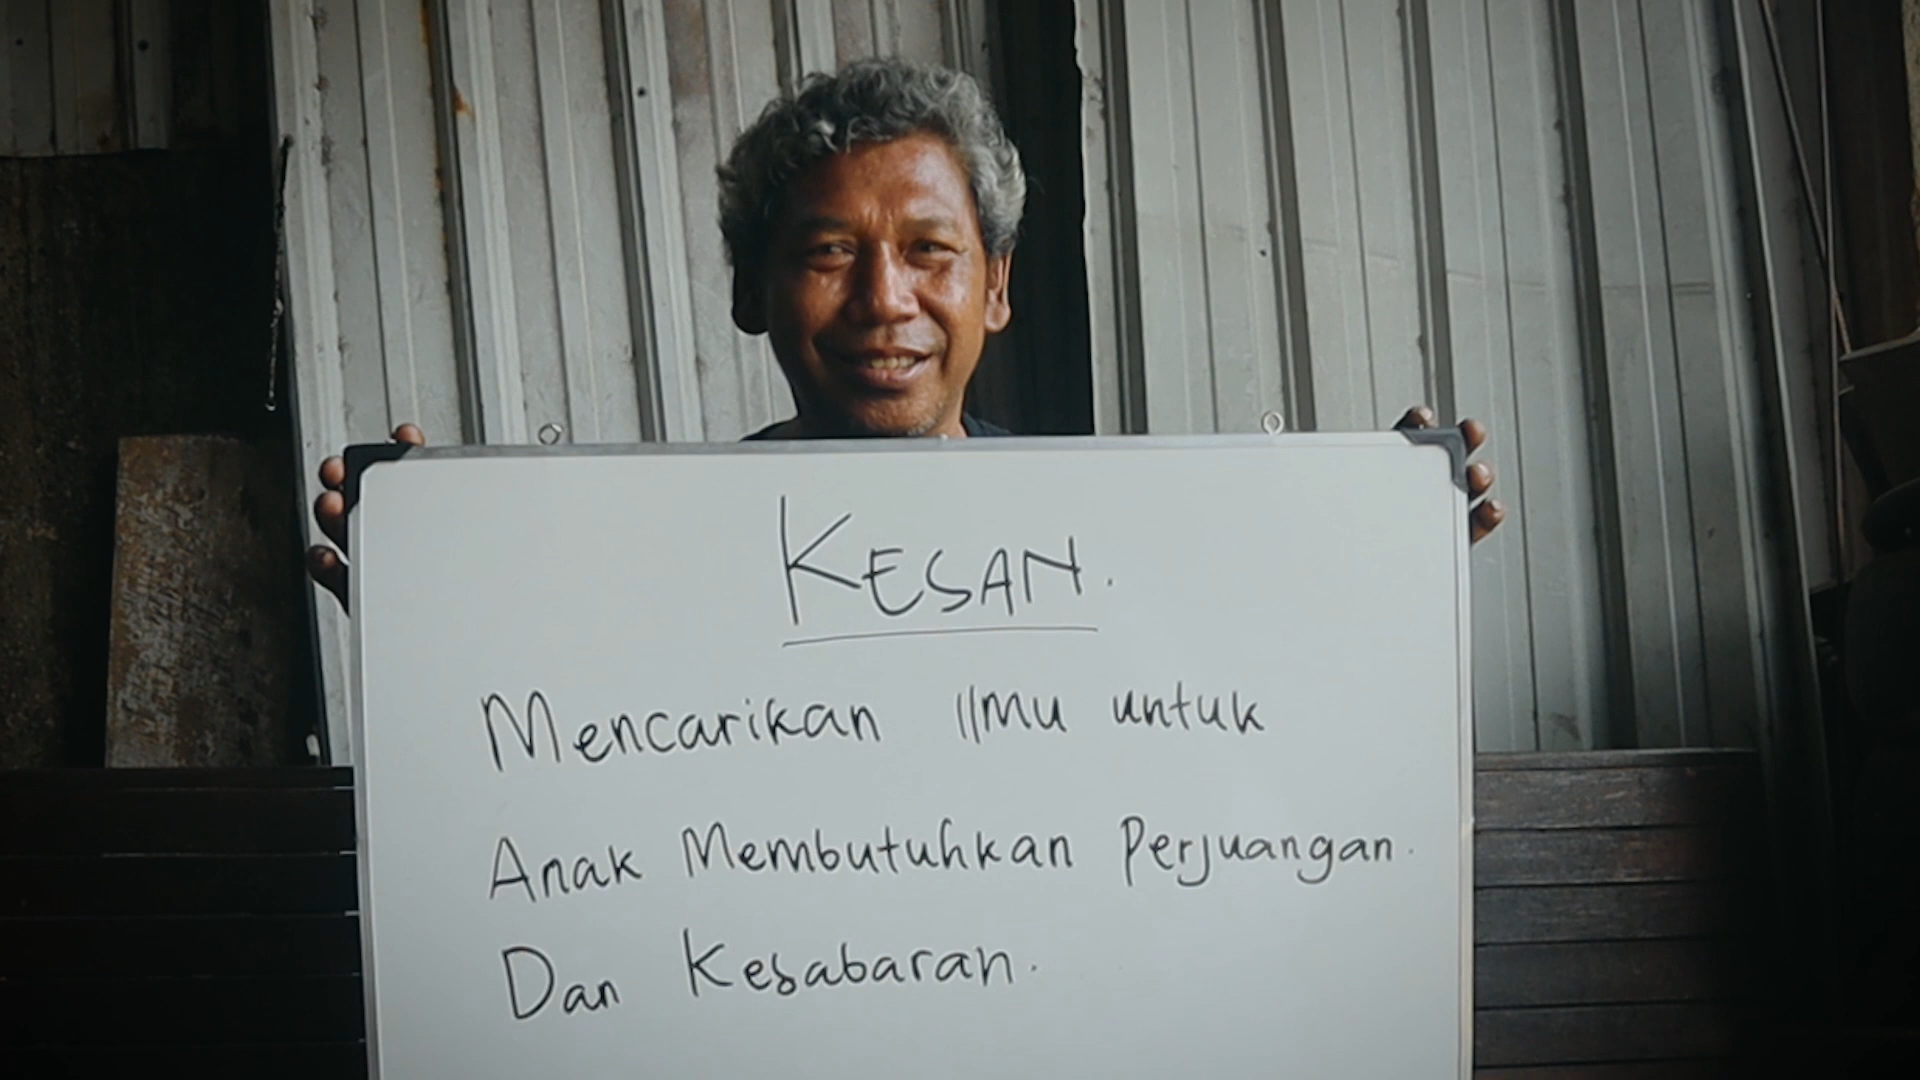 KESAN.
Mencarikan Ilmu untuk
Anak Membutuhkan Perjuangan.
Dan Kesabaran.